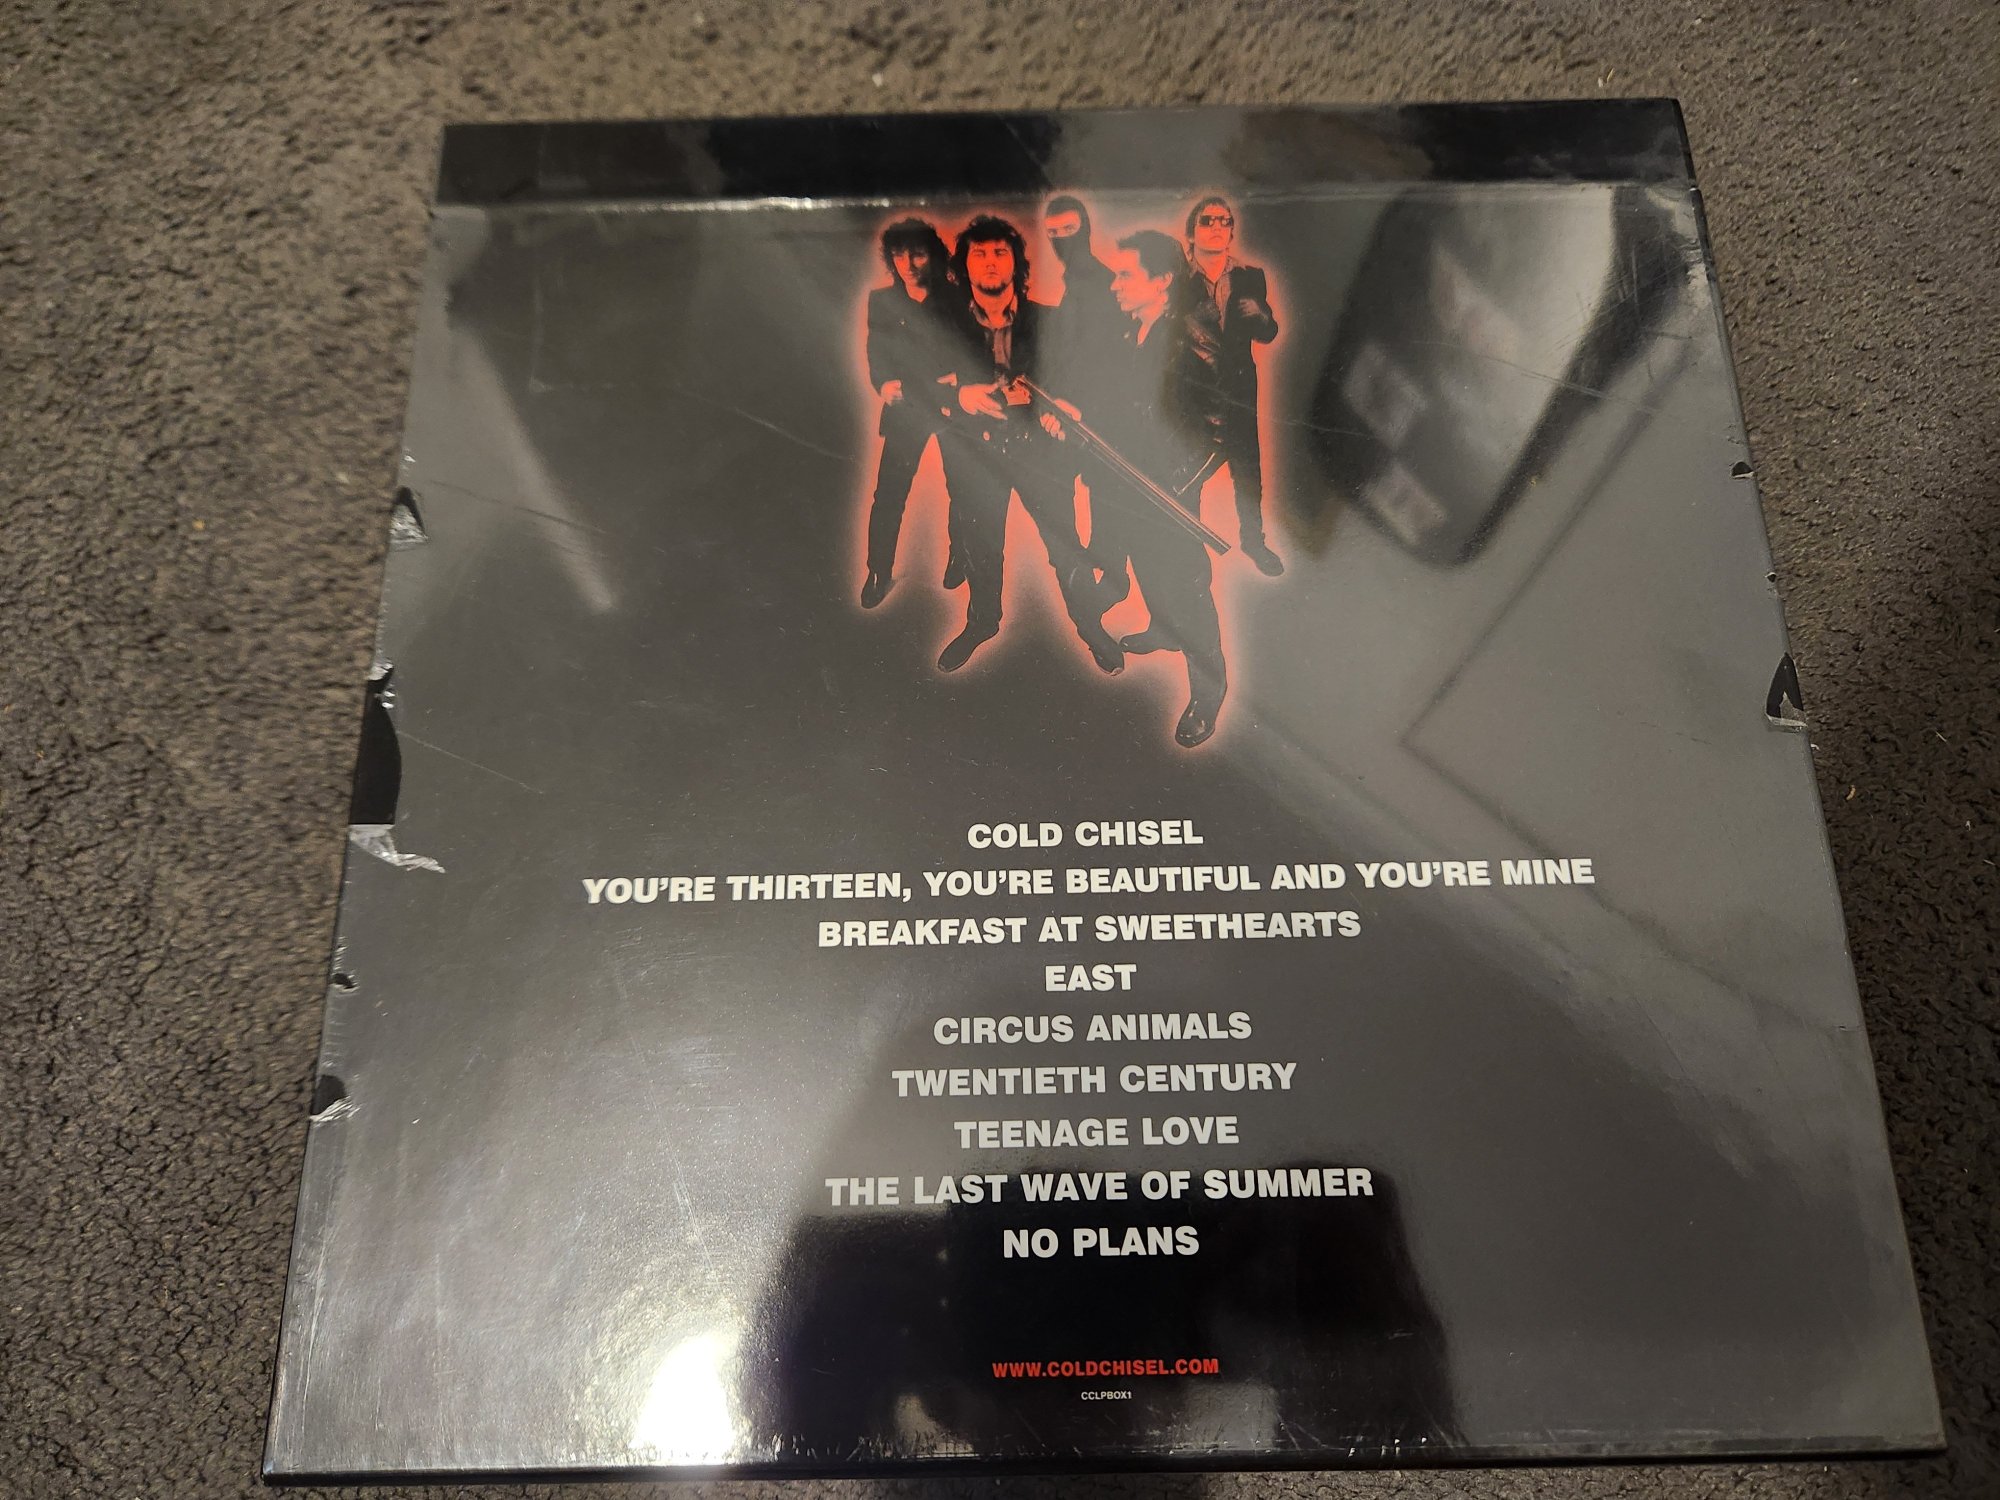 COLD CHISEL
YOU'RE THIRTEEN, YOU'RE BEAUTIFUL AND YOU'RE MINE
BREAKFAST AT SWEETHEARTS
EAST
CIRCUS ANIMALS
TWENTIETH CENTURY
TEENAGE LOVE
THE LAST WAVE OF SUMMER
NO PLANS
WWW.COLDCHISEL.COM
CCLPBOX1